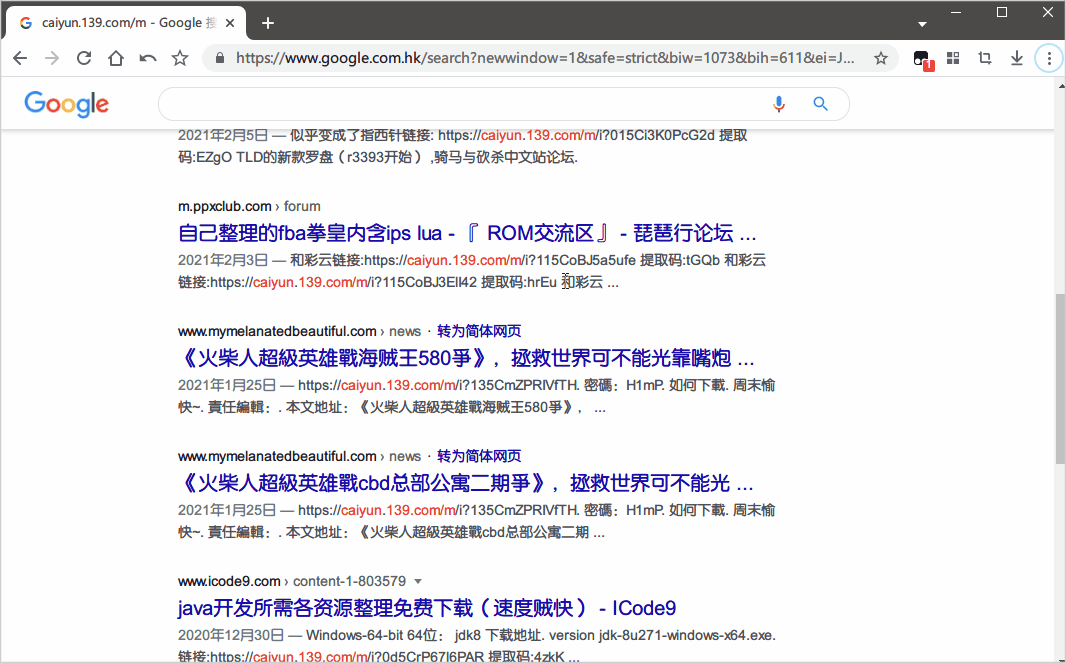 caiyun.139.com/m - Google
https://www.google.com.hk/search?newwindow=1&safe=strict&biw=1073&bih=611&ei=J...
1
Google
2021年2月5日 — 似乎变成了指西针链接: https://caiyun.139.com/m/i?015Ci3K0PcG2d 提取
码:EZgO TLD的新款罗盘（r3393开始）,骑马与砍杀中文站论坛.
m.ppxclub.com › forum
自己整理的fba拳皇内含ips lua - 『 ROM交流区』 - 琵琶行论坛 ...
2021年2月3日 — 和彩云链接:https://caiyun.139.com/m/i?115CoBJ5a5ufe 提取码:tGQb 和彩云
链接:https://caiyun.139.com/m/i?115CoBJ3Ell42 提取码:hrEu 和彩云 ...
www.mymelanatedbeautiful.com › news · 转为简体网页
《火柴人超級英雄戰海贼王580爭》，拯救世界可不能光靠嘴炮 ...
2021年1月25日 — https://caiyun.139.com/m/i?135CmZPRlVfTH. 密碼：H1mP. 如何下載. 周末愉
快~. 責任編輯：. 本文地址：《火柴人超級英雄戰海贼王580爭》， ...
www.mymelanatedbeautiful.com › news · 转为简体网页
《火柴人超級英雄戰cbd总部公寓二期爭》，拯救世界可不能光 ...
2021年1月25日 — https://caiyun.139.com/m/i?135CmZPRlVfTH. 密碼：H1mP. 如何下載. 周末愉
快~. 責任編輯：. 本文地址：《火柴人超級英雄戰cbd总部公寓二期 ...
www.icode9.com › content-1-803579
java开发所需各资源整理免费下载（速度贼快） - ICode9
2020年12月30日 — Windows-64-bit 64位： jdk8 下载地址. version jdk-8u271-windows-x64.exe.
链接:https://caiyun.139.com/m/i?0d5CrP67I6PAR 提取码:4zkK ...